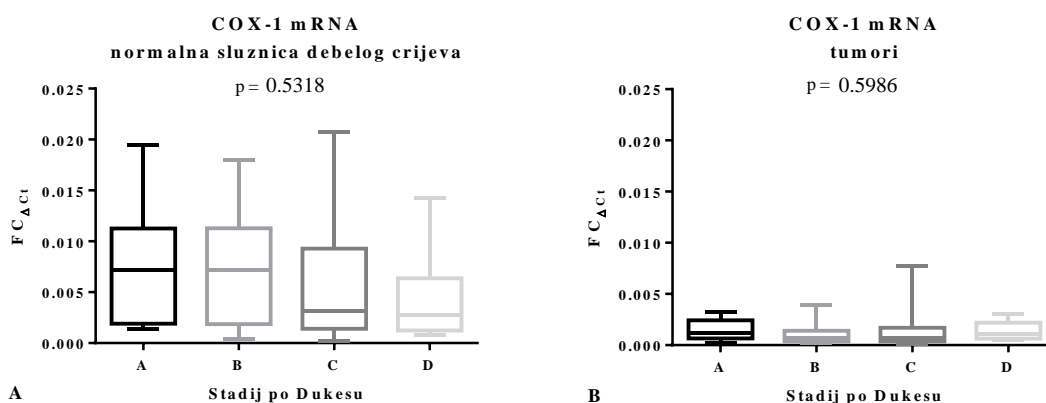 COX-1 mRNA
normalna sluznica debelog crijeva
p = 0.5318
0.025
0.020
0.015
0.010
0.005
0.000
FC Δ Ct
A B C D
Stadij po Dukesu
A
COX-1 mRNA
tumori
p = 0.5986
0.025
0.020
0.015
0.010
0.005
0.000
FC Δ Ct
A B C D
Stadij po Dukesu
B